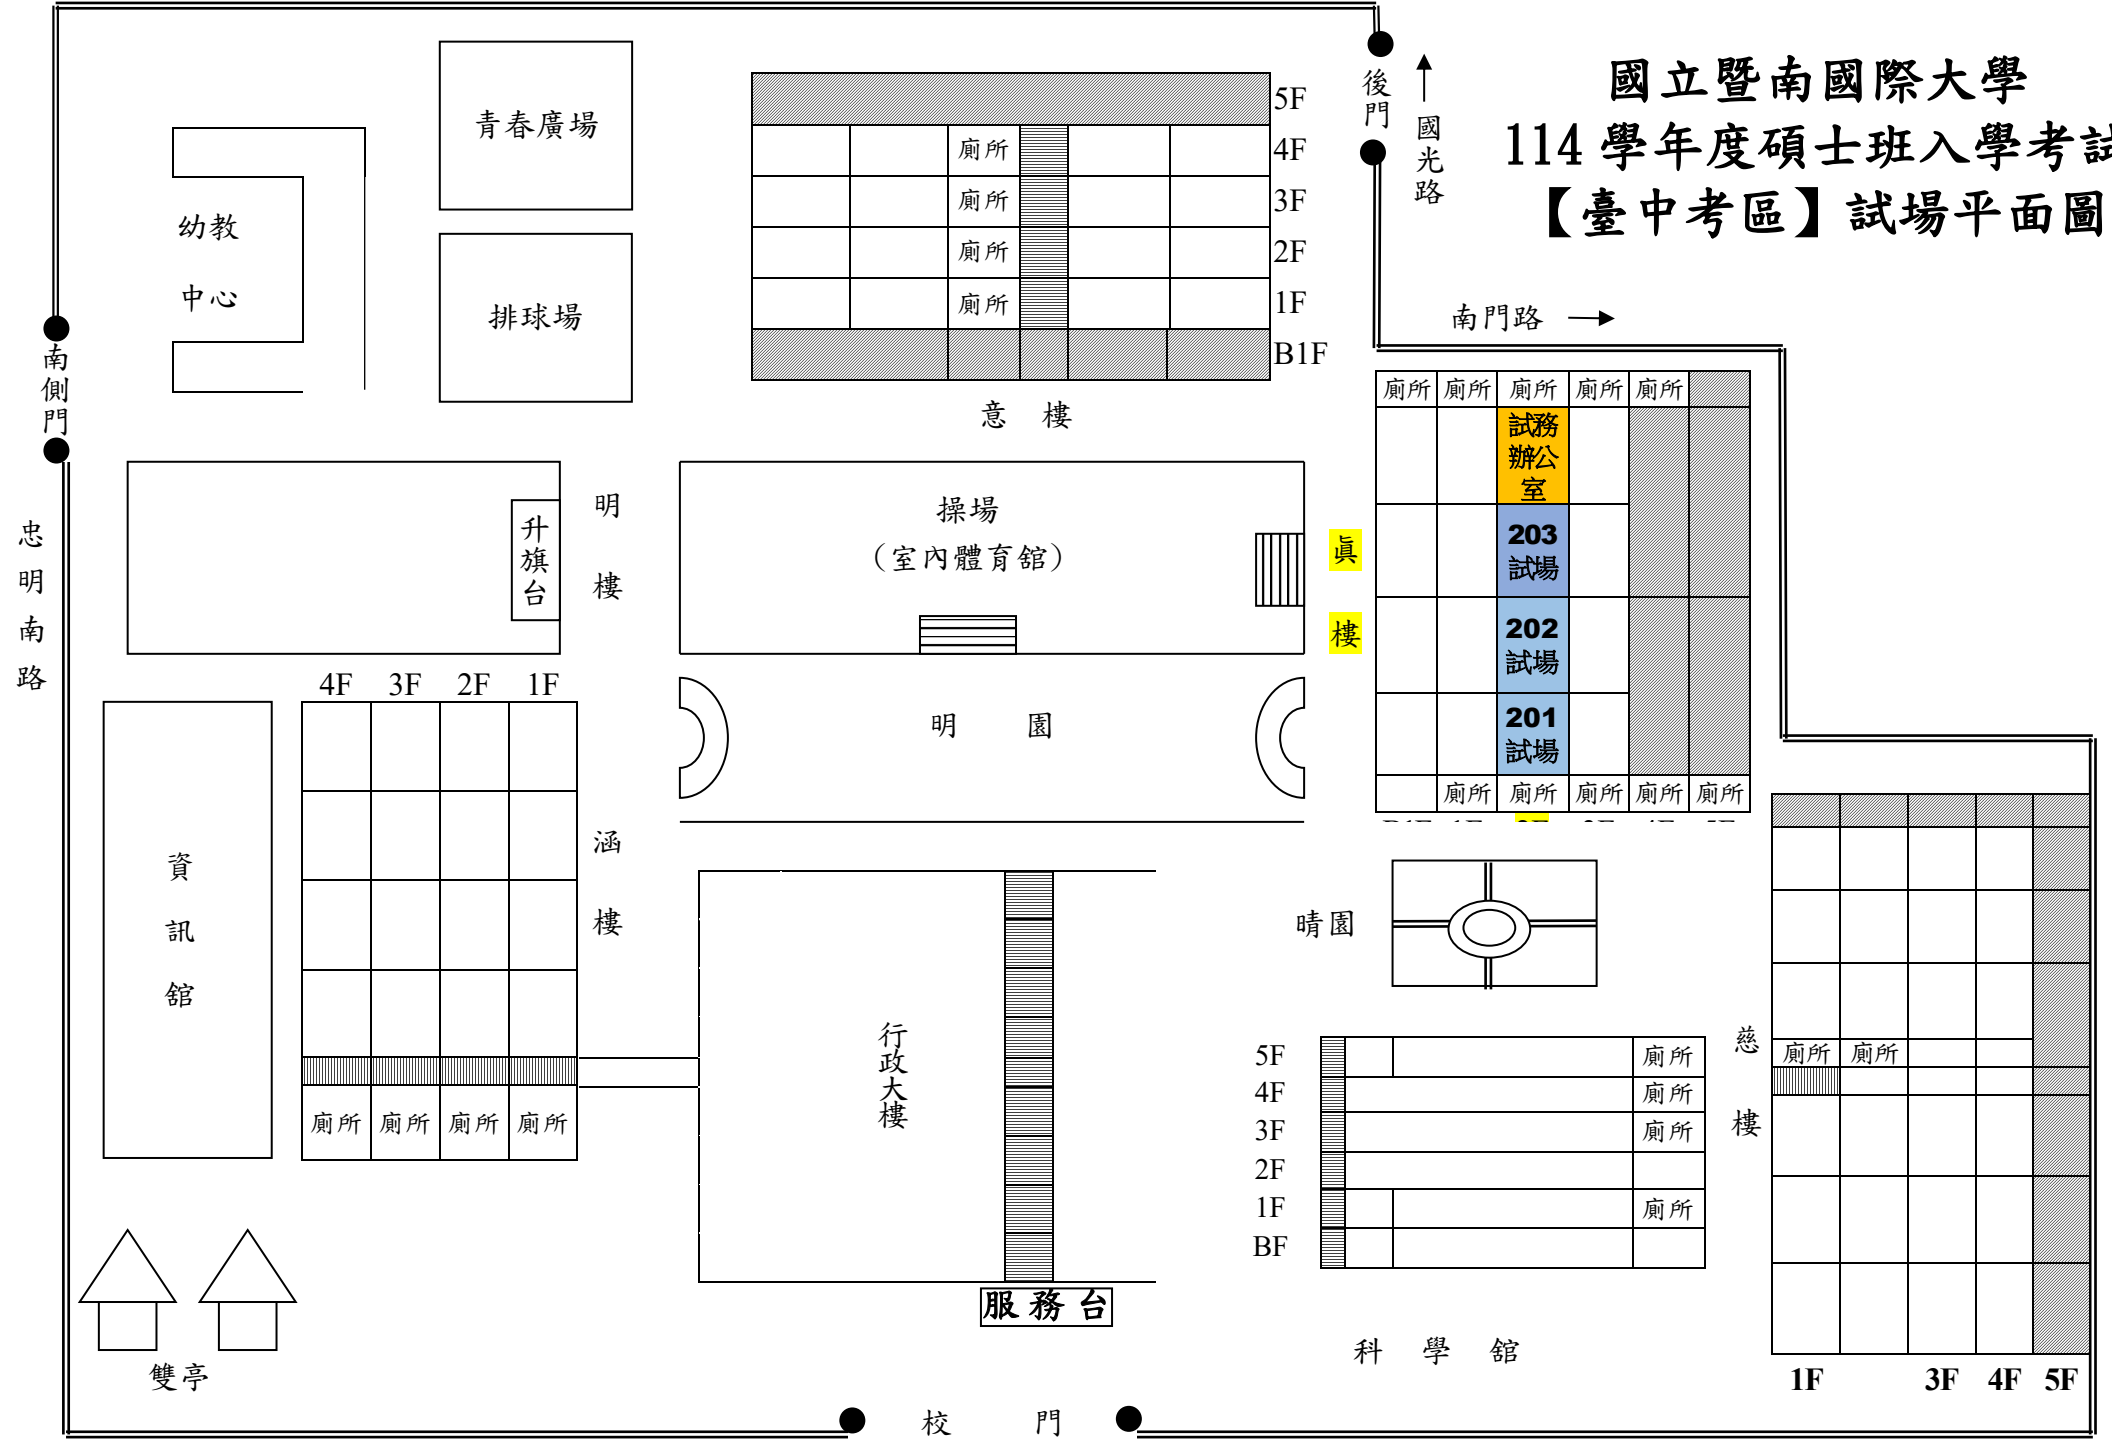 國立暨南國際大學
114 學年度碩士班入學考試
【臺中考區】試場平面圖
後門
國光路
南門路
青春廣場
排球場
幼教
中心
南側門
忠明南路
5F
廁所 4F
廁所 3F
廁所 2F
廁所 1F
B1F
意 樓
升旗台
明樓
操場
(室內體育館)
真樓
廁所 廁所 廁所 廁所 廁所
試務
辦公
室
203
試場
202
試場
201
試場
廁所 廁所 廁所 廁所 廁所
明 園
4F 3F 2F 1F
涵樓
廁所 廁所 廁所 廁所
資訊館
行政大樓
服務台
晴園
5F 廁所
4F 廁所
3F 廁所
2F
1F 廁所
BF
科 學 館
慈樓
廁所 廁所
1F 3F 4F 5F
雙亭
校 門